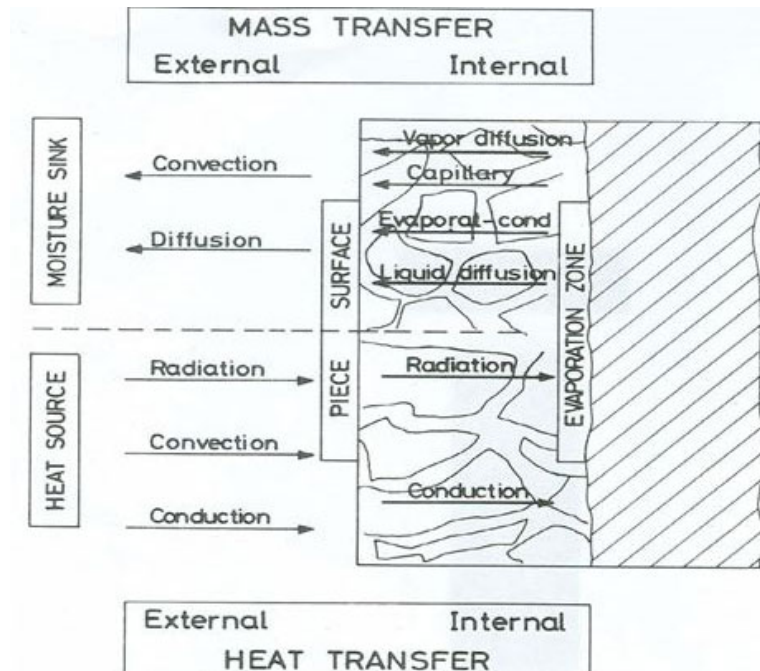 MASS TRANSFER
External Internal
MOISTURE SINK
Convection
Diffusion
Vapor diffusion
Capillary
Evaporal-cond
Liquid diffusion
PIECE SURFACE
EVAPORATION ZONE
HEAT SOURCE
Radiation
Convection
Conduction
Radiation
Conduction
External Internal
HEAT TRANSFER